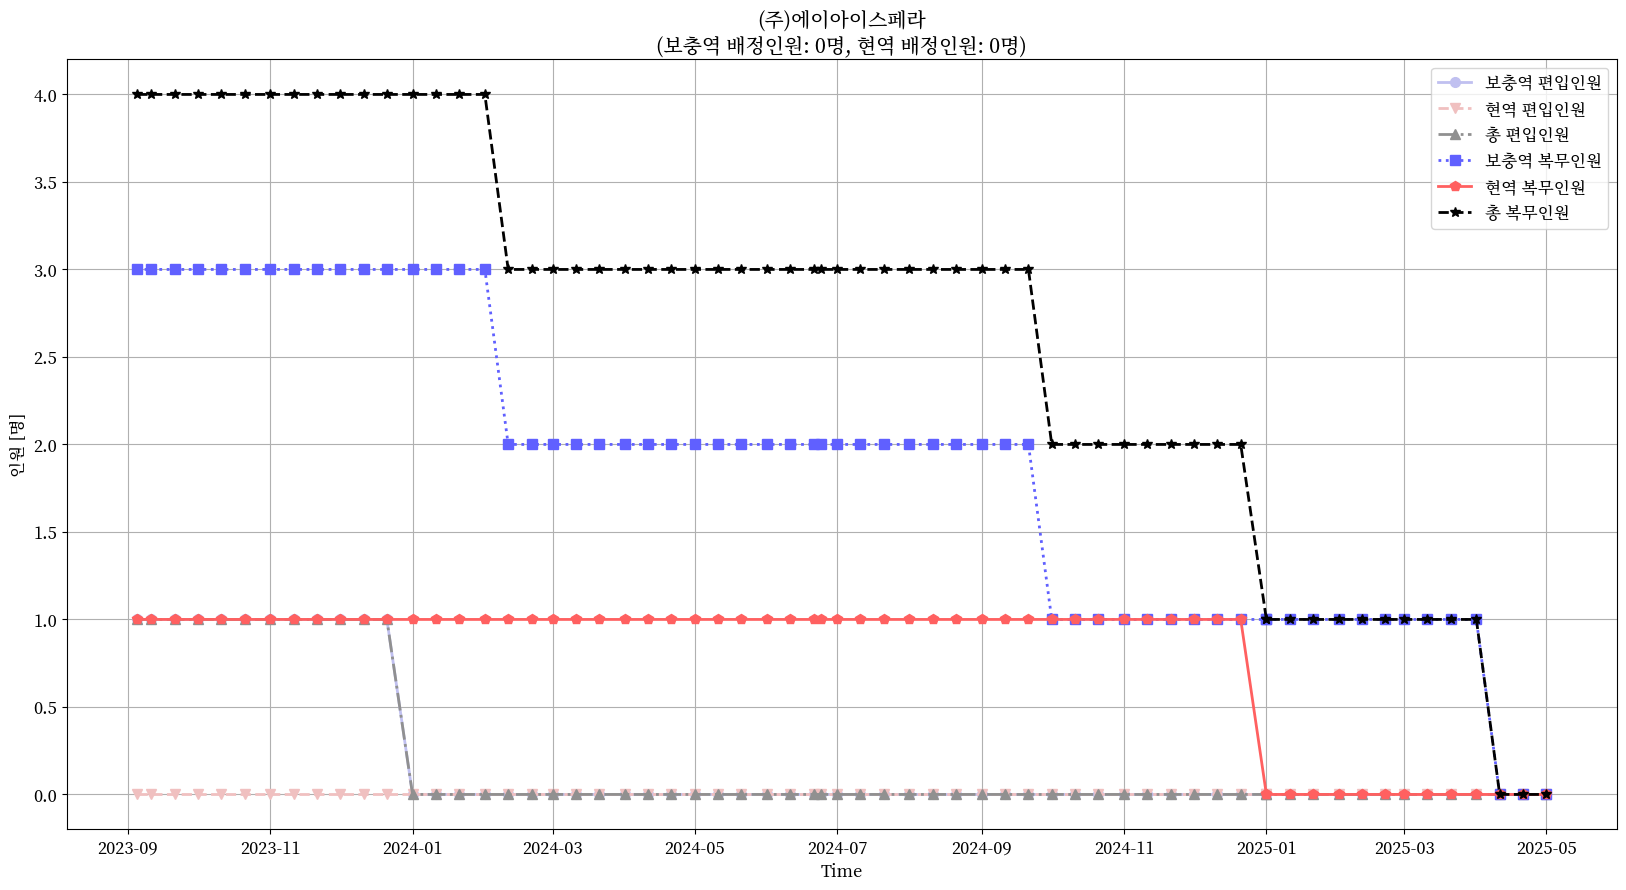 (주)에이아이스페라
(보충역 배정인원: 0명, 현역 배정인원: 0명)
보충역 편입인원
현역 편입인원
총 편입인원
보충역 복무인원
현역 복무인원
총 복무인원
인원 [명]
4.0
3.5
3.0
2.5
2.0
1.5
1.0
0.5
0.0
2023-09 2023-11 2024-01 2024-03 2024-05 2024-07 2024-09 2024-11 2025-01 2025-03 2025-05
Time